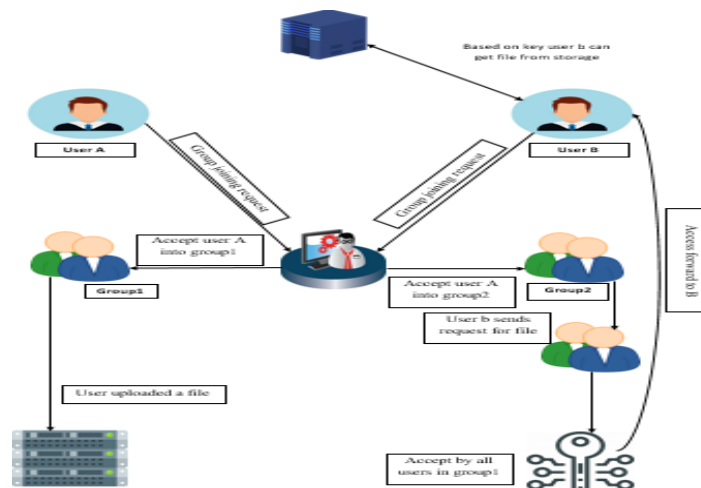 Based on key user b can
get file from storage
User A
User B
Group joining request
Group joining request
Accept user A
into group1
Accept user A
into group2
Group1
Group2
Access forward to B
User b sends
request for file
User uploaded a file
Accept by all
users in group1